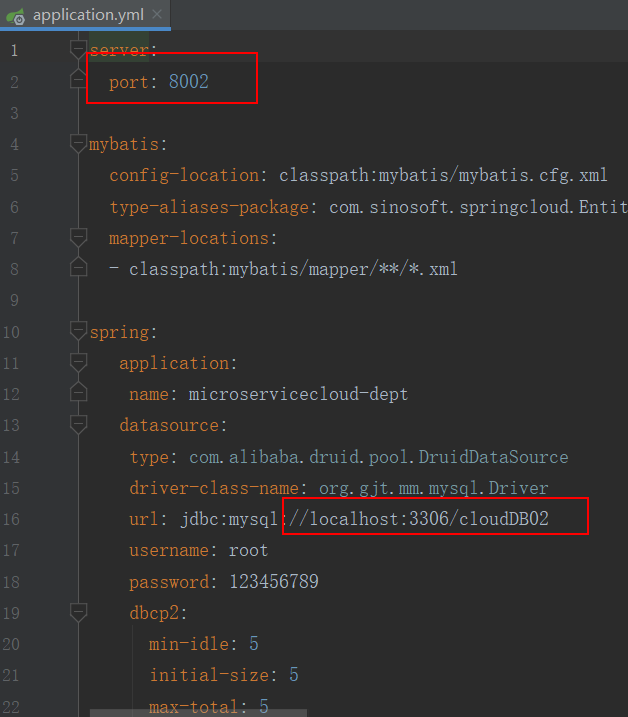 application.yml
1 server:
2 port: 8002
3
4 mybatis:
5 config-location: classpath:mybatis/mybatis.cfg.xml
6 type-aliases-package: com.sinosoft.springcloud.Entit
7 mapper-locations:
8 - classpath:mybatis/mapper/**/*.xml
9
10 spring:
11 application:
12 name: microservicecloud-dept
13 datasource:
14 type: com.alibaba.druid.pool.DruidDataSource
15 driver-class-name: org.gjt.mm.mysql.Driver
16 url: jdbc:mysql://localhost:3306/cloudDB02
17 username: root
18 password: 123456789
19 dbcp2:
20 min-idle: 5
21 initial-size: 5
22 max-total: 5